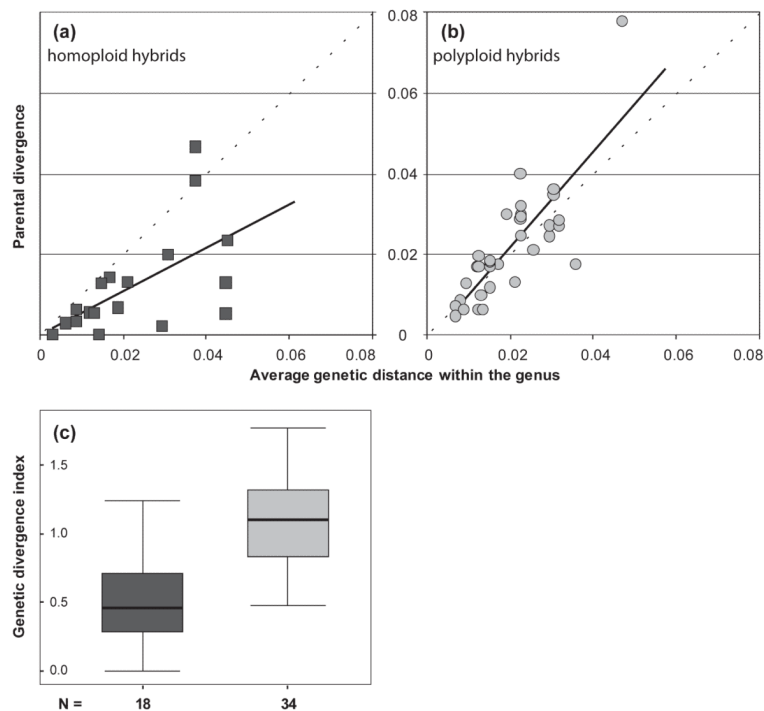 (a)
homoploid hybrids
(b)
polyploid hybrids
0.08
0.06
0.04
0.02
0
Parental divergence
0 0.02 0.04 0.06 0.08
0 0.02 0.04 0.06 0.08
Average genetic distance within the genus
(c)
Genetic divergence index
1.5
1.0
0.5
0.0
N = 18 34